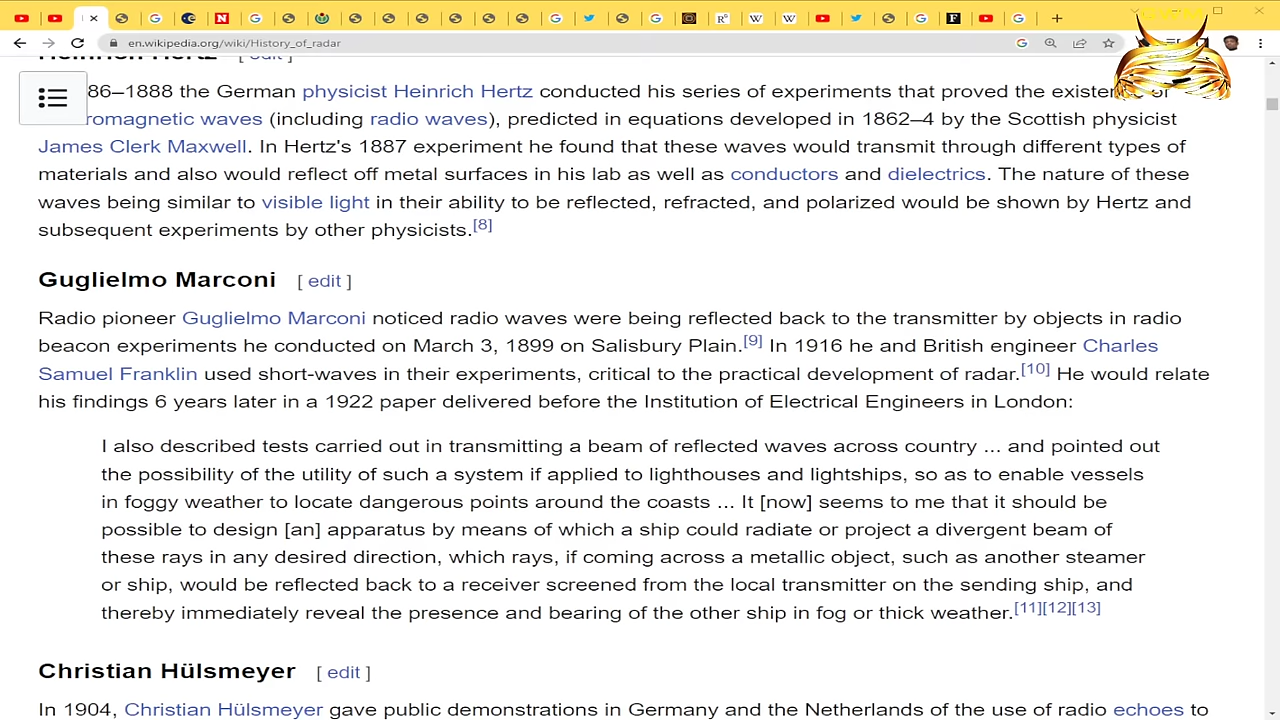 en.wikipedia.org/wiki/History_of_radar
Heinrich Hertz [ edit ]
86–1888 the German physicist Heinrich Hertz conducted his series of experiments that proved the existence of
romagnetic waves (including radio waves), predicted in equations developed in 1862–4 by the Scottish physicist
James Clerk Maxwell. In Hertz's 1887 experiment he found that these waves would transmit through different types of
materials and also would reflect off metal surfaces in his lab as well as conductors and dielectrics. The nature of these
waves being similar to visible light in their ability to be reflected, refracted, and polarized would be shown by Hertz and
subsequent experiments by other physicists.[8]
Guglielmo Marconi [ edit ]
Radio pioneer Guglielmo Marconi noticed radio waves were being reflected back to the transmitter by objects in radio
beacon experiments he conducted on March 3, 1899 on Salisbury Plain.[9] In 1916 he and British engineer Charles
Samuel Franklin used short-waves in their experiments, critical to the practical development of radar.[10] He would relate
his findings 6 years later in a 1922 paper delivered before the Institution of Electrical Engineers in London:
I also described tests carried out in transmitting a beam of reflected waves across country ... and pointed out
the possibility of the utility of such a system if applied to lighthouses and lightships, so as to enable vessels
in foggy weather to locate dangerous points around the coasts ... It [now] seems to me that it should be
possible to design [an] apparatus by means of which a ship could radiate or project a divergent beam of
these rays in any desired direction, which rays, if coming across a metallic object, such as another steamer
or ship, would be reflected back to a receiver screened from the local transmitter on the sending ship, and
thereby immediately reveal the presence and bearing of the other ship in fog or thick weather.[11][12][13]
Christian Hülsmeyer [ edit ]
In 1904, Christian Hülsmeyer gave public demonstrations in Germany and the Netherlands of the use of radio echoes to